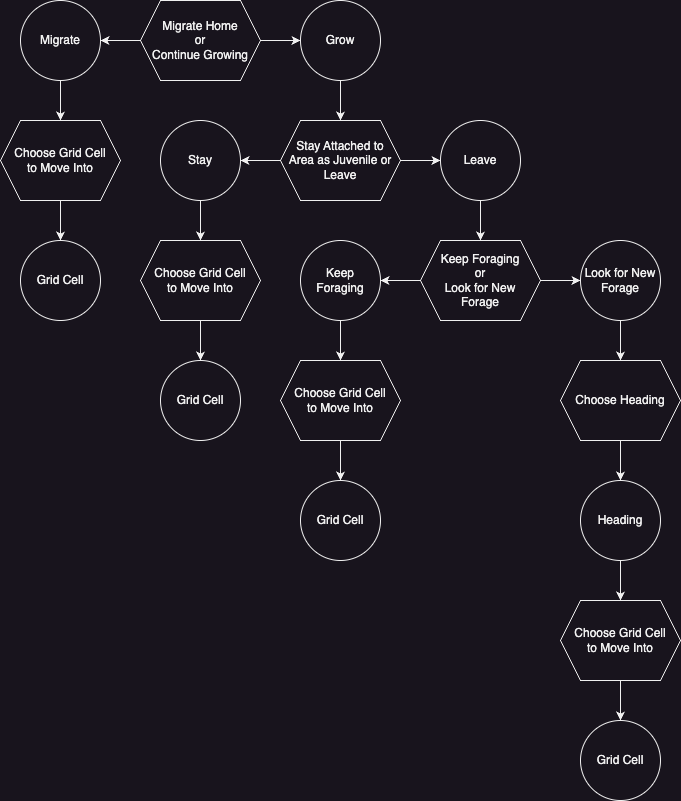 Migrate
Migrate Home
or
Continue Growing
Grow
Choose Grid Cell
to Move Into
Stay
Stay Attached to
Area as Juvenile or
Leave
Leave
Grid Cell
Choose Grid Cell
to Move Into
Keep
Foraging
Keep Foraging
or
Look for New
Forage
Look for New
Forage
Grid Cell
Choose Grid Cell
to Move Into
Choose Heading
Grid Cell
Heading
Choose Grid Cell
to Move Into
Grid Cell